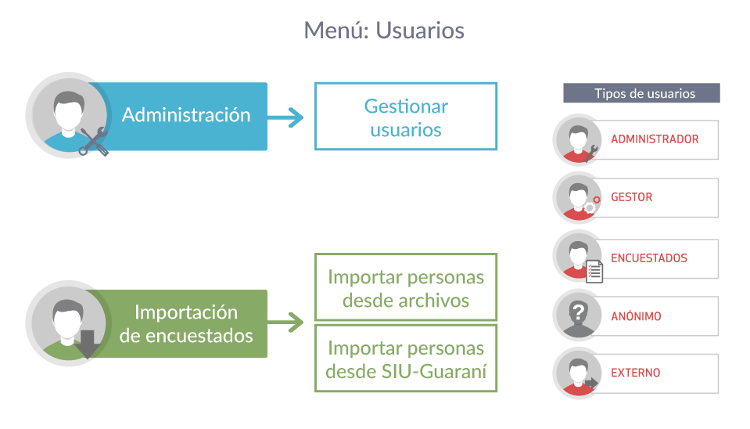 Menú: Usuarios
Administración
Gestionar
usuarios
Importación
de encuestados
Importar personas
desde archivos
Importar personas
desde SIU-Guaraní
Tipos de usuarios
ADMINISTRADOR
GESTOR
ENCUESTADOS
?
ANÓNIMO
EXTERNO